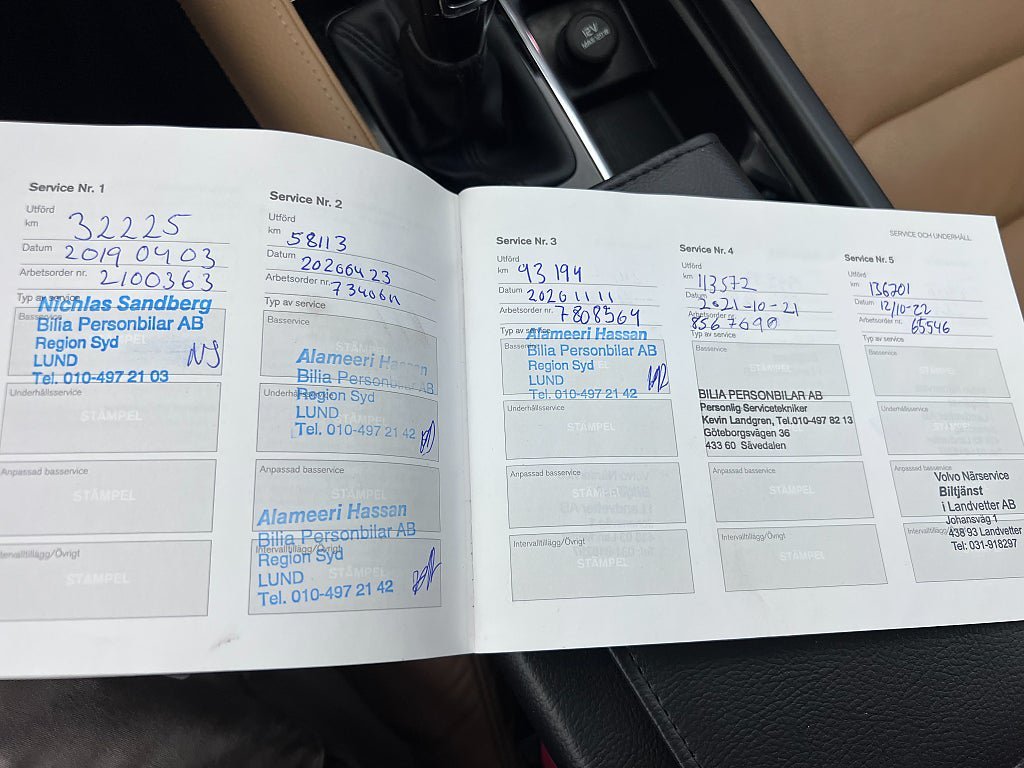 12V
Service Nr. 1
Utförd
km 32225
Datum 2019 04 03
Arbetsorder nr. 2100363
Typ av service
Nichlas Sandberg
Bilia Personbilar AB
Region Syd
LUND
Tel. 010-497 21 03
Underhållsservice
STÄMPEL
Anpassad basservice
STÄMPEL
Intervalltillägg/Övrigt
STÄMPEL
Service Nr. 2
Utförd
km 58113
Datum 20200423
Arbetsorder nr.
Typ av service
Basservice
Alameeri Hassan
Bilia Personbilar AB
Region Syd
LUND
Tel. 010-497 21 42
Anpassad basservice
STÄMPEL
Alameeri Hassan
Bilia Personbilar AB
Intervalltillägg/Övrigt
Region Syd
STÄMPEL
LUND
Tel. 010-497 21 42
SERVICE OCH UNDERHÅLL
Service Nr. 3
Utförd
km 93194
Datum 2020 11 11
Arbetsorder nr. 7808564
Typ av service
Alameeri Hassan
Bilia Personbilar AB
Region Syd
LUND
Tel. 010-497 21 42
Underhållsservice
STÄMPEL
Anpassad basservice
STÄMPEL
Intervalltillägg/Övrigt
STÄMPEL
Service Nr. 4
Utförd
km 113572
Datum 2021-10-21
Arbetsorder nr. 8567690
Typ av service
Basservice
BILIA PERSONBILAR AB
Personlig Servicetekniker
Kevin Landgren, Tel.010-497 82 13
Göteborgsvägen 36
433 60 Sävedalen
Anpassad basservice
STÄMPEL
Intervalltillägg/Övrigt
Service Nr. 5
Utförd
km 136201
Datum 12/10-22
Arbetsorder nr. 65546
Typ av service
Basservice
Underhållsservice
STÄMPEL
Anpassad basservice
Volvo Närservice
Biltjänst
i Landvetter AB
Johansväg 1
438 93 Landvetter
Tel: 031-918297